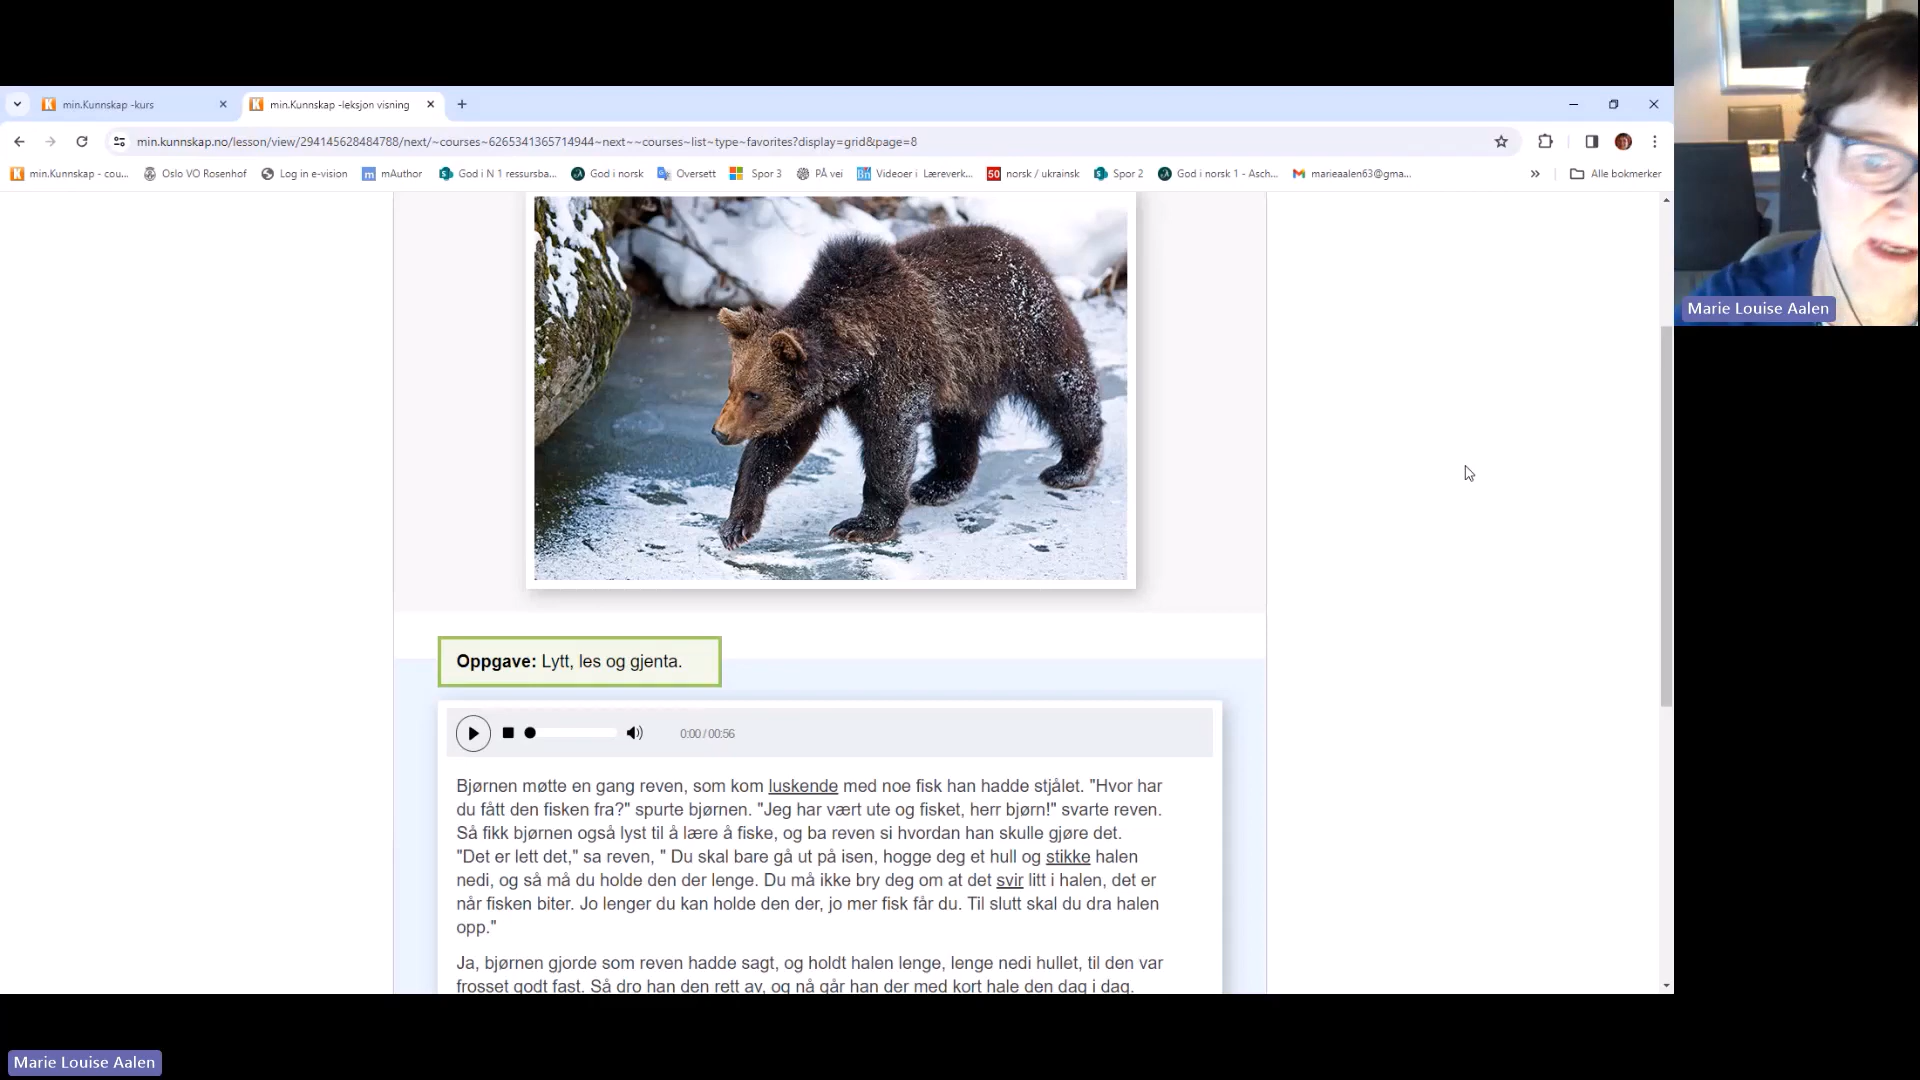 min.Kunnskap -kurs
min.Kunnskap -leksjon visning
min.kunnskap.no/lesson/view/294145628484788/next/~courses~6265341365714944~next~~courses~list~type~favorites?display=grid&page=8
min.Kunnskap - cou...
Oslo VO Rosenhof
Log in e-vision
m mAuthor
S God i N 1 ressursba...
God i norsk
Oversett
Spor 3
PÅ vei
Bn Videoer i Læreverk...
50 norsk / ukrainsk
S Spor 2
God i norsk 1 - Asch...
marieaalen63@gma...
Alle bokmerker
Marie Louise Aalen
Oppgave: Lytt, les og gjenta.
0:00 / 00:56
Bjørnen møtte en gang reven, som kom luskende med noe fisk han hadde stjålet. "Hvor har
du fått den fisken fra?" spurte bjørnen. "Jeg har vært ute og fisket, herr bjørn!" svarte reven.
Så fikk bjørnen også lyst til å lære å fiske, og ba reven si hvordan han skulle gjøre det.
"Det er lett det," sa reven, " Du skal bare gå ut på isen, hogge deg et hull og stikke halen
nedi, og så må du holde den der lenge. Du må ikke bry deg om at det svir litt i halen, det er
når fisken biter. Jo lenger du kan holde den der, jo mer fisk får du. Til slutt skal du dra halen
opp."
Ja, bjørnen gjorde som reven hadde sagt, og holdt halen lenge, lenge nedi hullet, til den var
frosset godt fast. Så dro han den rett av, og nå går han der med kort hale den dag i dag.
Marie Louise Aalen